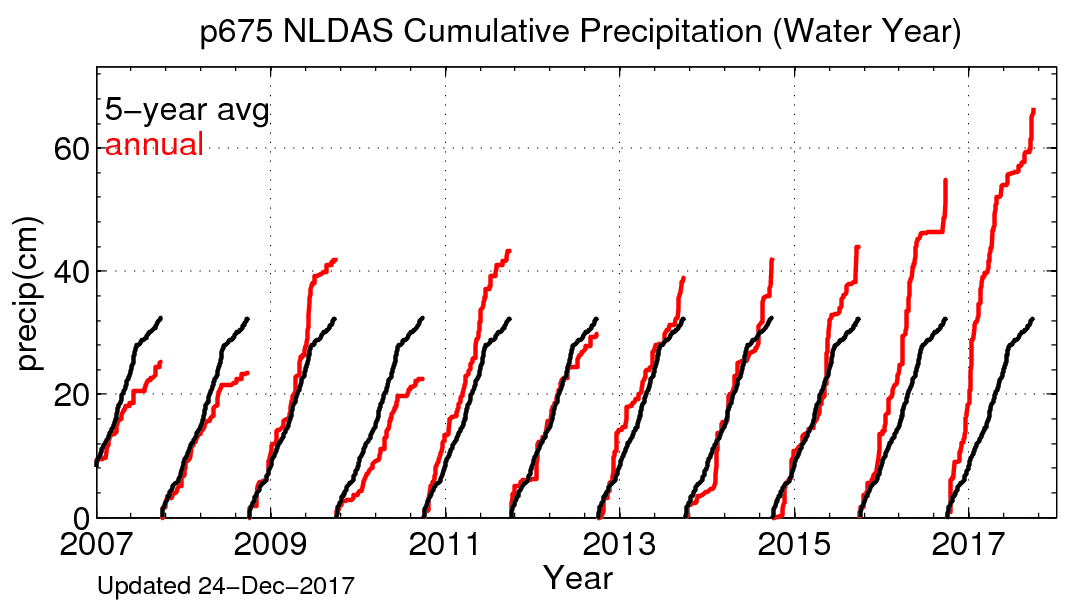 p675 NLDAS Cumulative Precipitation (Water Year)
5−year avg
annual
precip(cm)
60
40
20
0
2007 2009 2011 2013 2015 2017
Year
Updated 24−Dec−2017